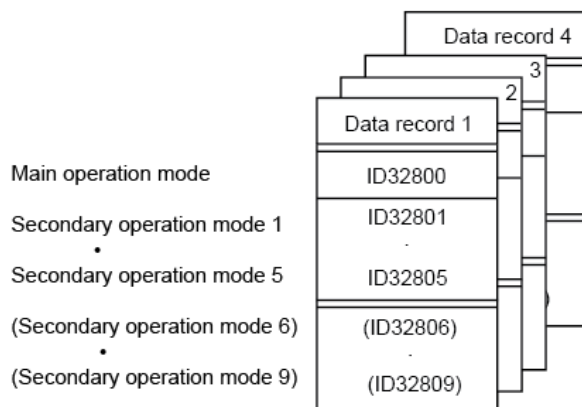 Data record 4
3
2
Data record 1
Main operation mode ID32800
Secondary operation mode 1 ID32801
• .
Secondary operation mode 5 ID32805
(Secondary operation mode 6) (ID32806)
• .
(Secondary operation mode 9) (ID32809)
)